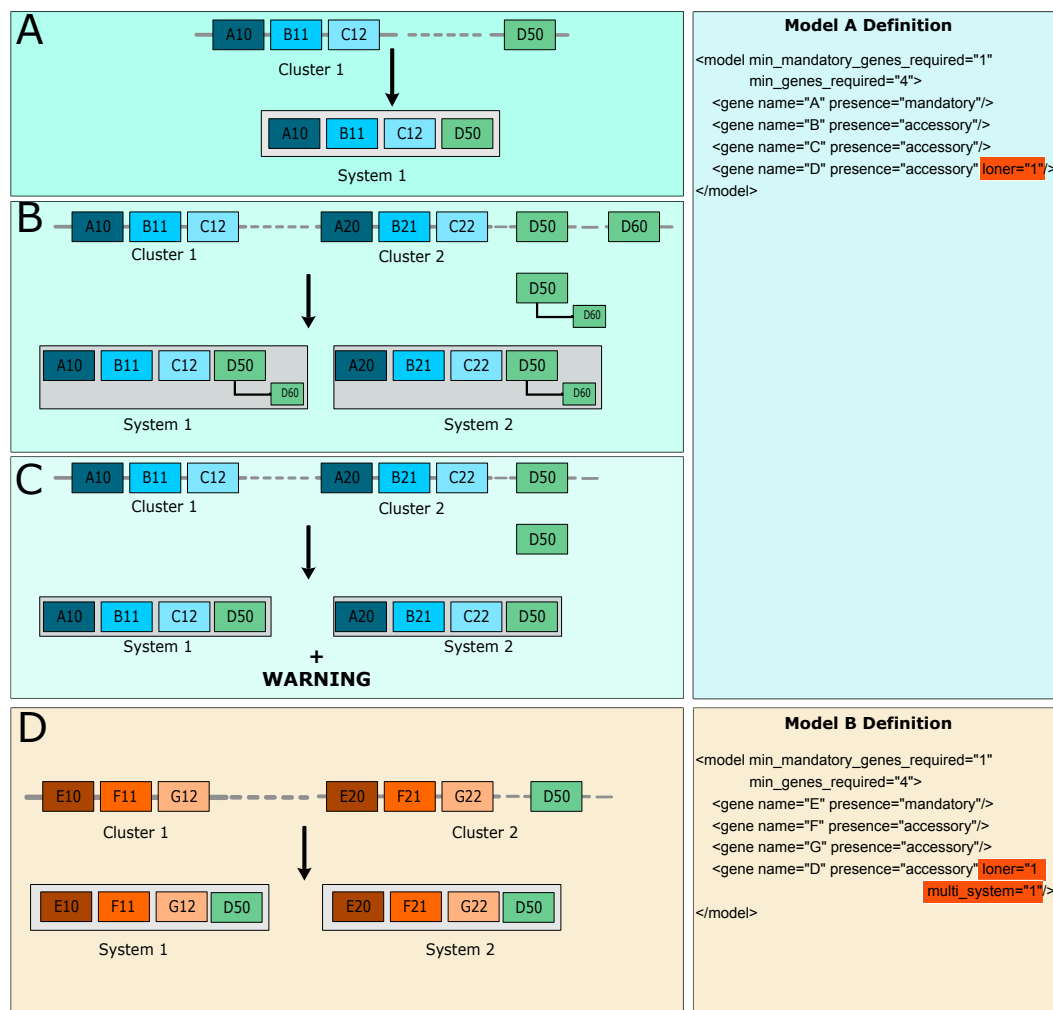 A
A10 B11 C12 D50
Cluster 1
A10 B11 C12 D50
System 1
B
A10 B11 C12 A20 B21 C22 D50 D60
Cluster 1 Cluster 2
D50
D60
A10 B11 C12 D50 A20 B21 C22 D50
D60 D60
System 1 System 2
C
A10 B11 C12 A20 B21 C22 D50
Cluster 1 Cluster 2
D50
A10 B11 C12 D50 A20 B21 C22 D50
System 1 System 2
+
WARNING
D
E10 F11 G12 E20 F21 G22 D50
Cluster 1 Cluster 2
E10 F11 G12 D50 E20 F21 G22 D50
System 1 System 2
Model A Definition
<model min_mandatory_genes_required="1"
min_genes_required="4">
<gene name="A" presence="mandatory"/>
<gene name="B" presence="accessory"/>
<gene name="C" presence="accessory"/>
<gene name="D" presence="accessory" loner="1"/>
</model>
Model B Definition
<model min_mandatory_genes_required="1"
min_genes_required="4">
<gene name="E" presence="mandatory"/>
<gene name="F" presence="accessory"/>
<gene name="G" presence="accessory"/>
<gene name="D" presence="accessory" loner="1
multi_system="1"/>
</model>